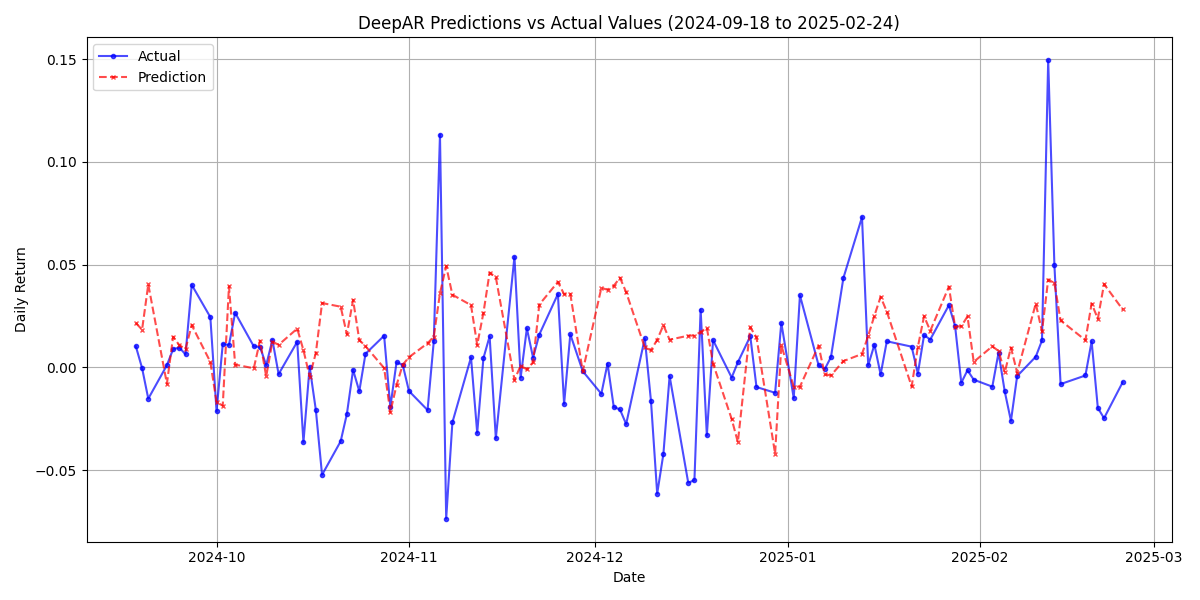 DeepAR Predictions vs Actual Values (2024-09-18 to 2025-02-24)
Actual
Prediction
0.15
0.10
0.05
0.00
−0.05
Daily Return
2024-10
2024-11
2024-12
2025-01
2025-02
2025-03
Date